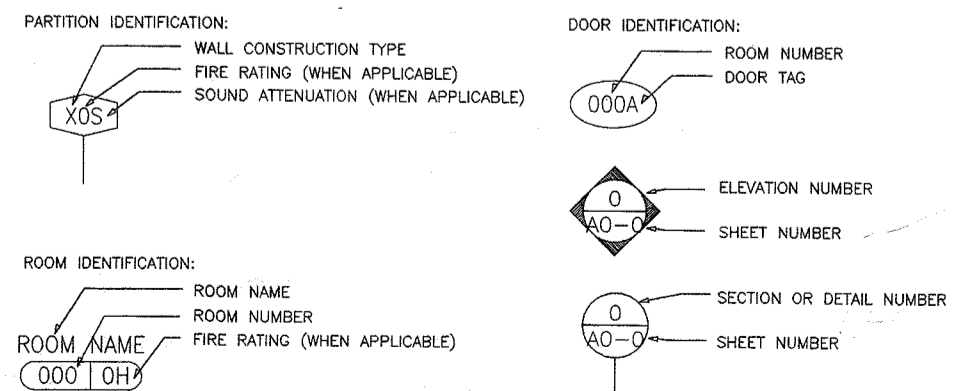 PARTITION IDENTIFICATION:
WALL CONSTRUCTION TYPE
FIRE RATING (WHEN APPLICABLE)
SOUND ATTENUATION (WHEN APPLICABLE)
X0S
ROOM IDENTIFICATION:
ROOM NAME
ROOM NUMBER
FIRE RATING (WHEN APPLICABLE)
ROOM NAME
000 0H
DOOR IDENTIFICATION:
ROOM NUMBER
DOOR TAG
000A
ELEVATION NUMBER
0
A0-0
SHEET NUMBER
SECTION OR DETAIL NUMBER
0
A0-0
SHEET NUMBER